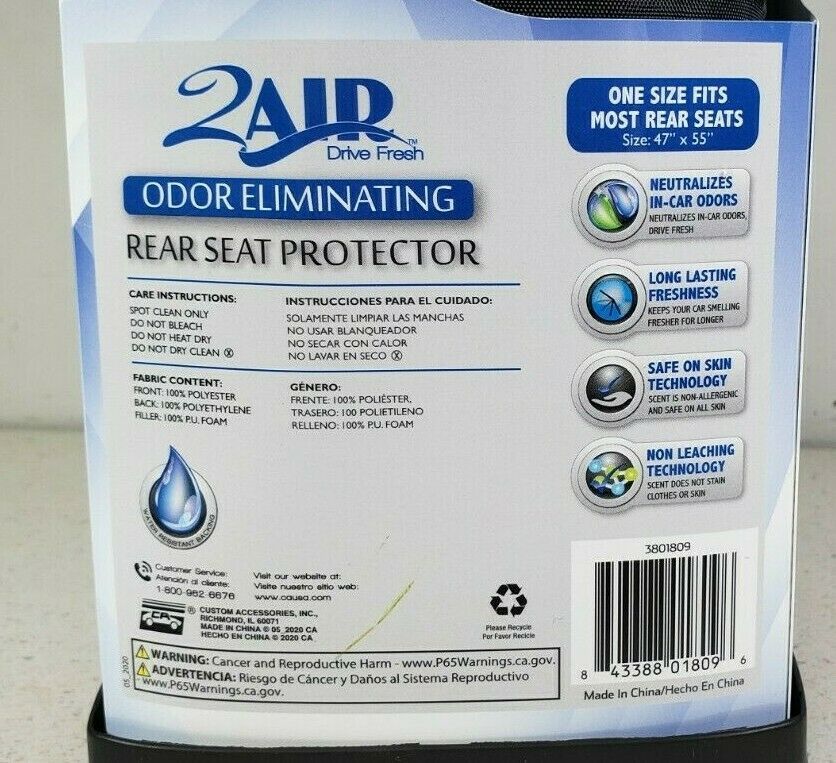 2AIR™
Drive Fresh
ODOR ELIMINATING
REAR SEAT PROTECTOR
CARE INSTRUCTIONS:
SPOT CLEAN ONLY
DO NOT BLEACH
DO NOT HEAT DRY
DO NOT DRY CLEAN ⓧ
INSTRUCCIONES PARA EL CUIDADO:
SOLAMENTE LIMPIAR LAS MANCHAS
NO USAR BLANQUEADOR
NO SECAR CON CALOR
NO LAVAR EN SECO ⓧ
FABRIC CONTENT:
FRONT: 100% POLYESTER
BACK: 100% POLYETHYLENE
FILLER: 100% P.U. FOAM
GÉNERO:
FRENTE: 100% POLIÉSTER,
TRASERO: 100 POLIETILENO
RELLENO: 100% P.U. FOAM
WATER RESISTANT BACKING
Customer Service:
Atención al cliente:
1-800-962-6676
Visit our website at:
Visite nuestro sitio web:
www.causa.com
CA ®
CUSTOM ACCESSORIES, INC.,
RICHMOND, IL 60071
MADE IN CHINA © 05_2020 CA
HECHO EN CHINA © 2020 CA
Please Recycle
Por Favor Recicle
05_2020
WARNING: Cancer and Reproductive Harm - www.P65Warnings.ca.gov.
ADVERTENCIA: Riesgo de Cáncer y Daños al Sistema Reproductivo
- www.P65Warnings.ca.gov.
ONE SIZE FITS
MOST REAR SEATS
Size: 47" x 55"
NEUTRALIZES
IN-CAR ODORS
NEUTRALIZES IN-CAR ODORS,
DRIVE FRESH
LONG LASTING
FRESHNESS
KEEPS YOUR CAR SMELLING
FRESHER FOR LONGER
SAFE ON SKIN
TECHNOLOGY
SCENT IS NON-ALLERGENIC
AND SAFE ON ALL SKIN
NON LEACHING
TECHNOLOGY
SCENT DOES NOT STAIN
CLOTHES OR SKIN
3801809
8 43388 01809 6
Made In China/Hecho En China